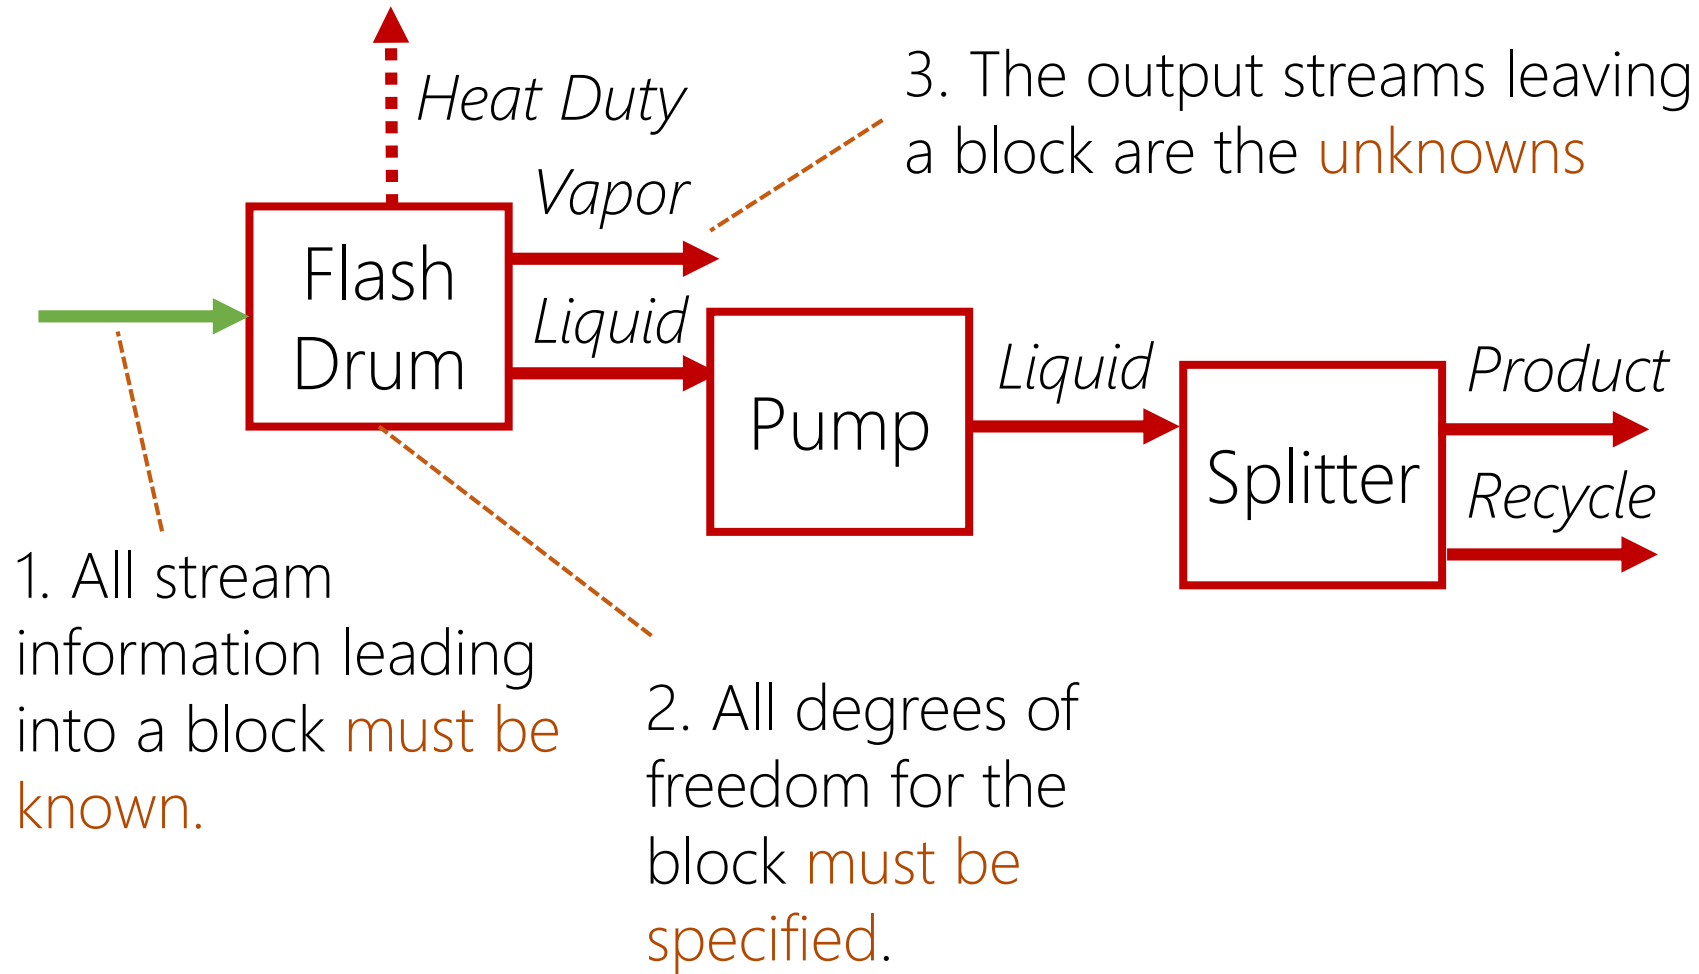 Heat Duty
Vapor
Liquid
Flash
Drum
Pump
Liquid
Splitter
Product
Recycle
3. The output streams leaving
a block are the unknowns
1. All stream
information leading
into a block must be
known.
2. All degrees of
freedom for the
block must be
specified.